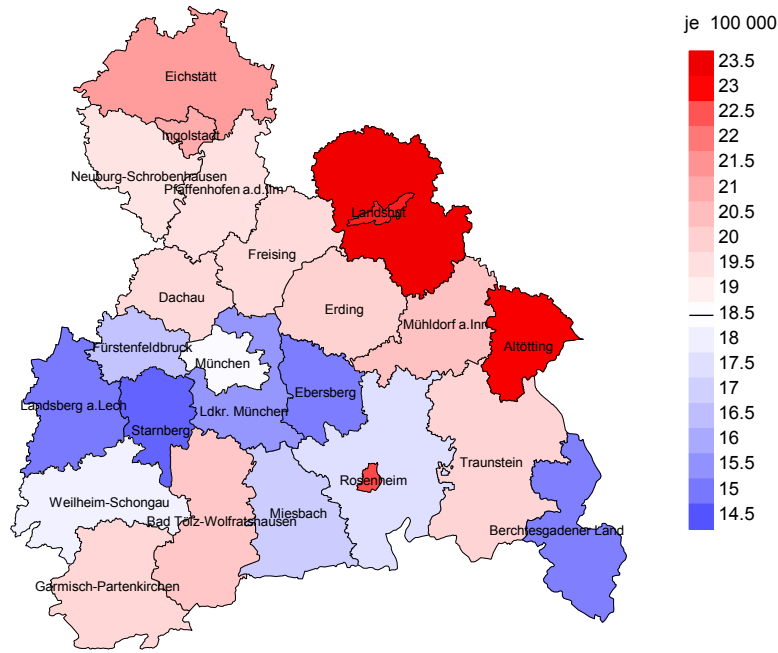 je 100 000
23.5
23
22.5
22
21.5
21
20.5
20
19.5
19
18.5
18
17.5
17
16.5
16
15.5
15
14.5
Eichstätt
Ingolstadt
Neuburg-Schrobenhausen
Pfaffenhofen a.d.Ilm
Landshut
Freising
Dachau
Erding
Mühldorf a.Inn
Altötting
Fürstenfeldbruck
München
Ebersberg
Landsberg a.Lech
Starnberg
Ldkr. München
Traunstein
Rosenheim
Weilheim-Schongau
Bad Tölz-Wolfratshausen
Miesbach
Berchtesgadener Land
Garmisch-Partenkirchen